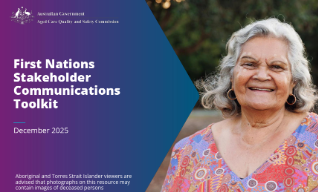 Australian Government
Aged Care Quality and Safety Commission
First Nations
Stakeholder
Communications
Toolkit
December 2025
Aboriginal and Torres Strait Islander viewers are
advised that photographs on this resource may
contain images of deceased persons